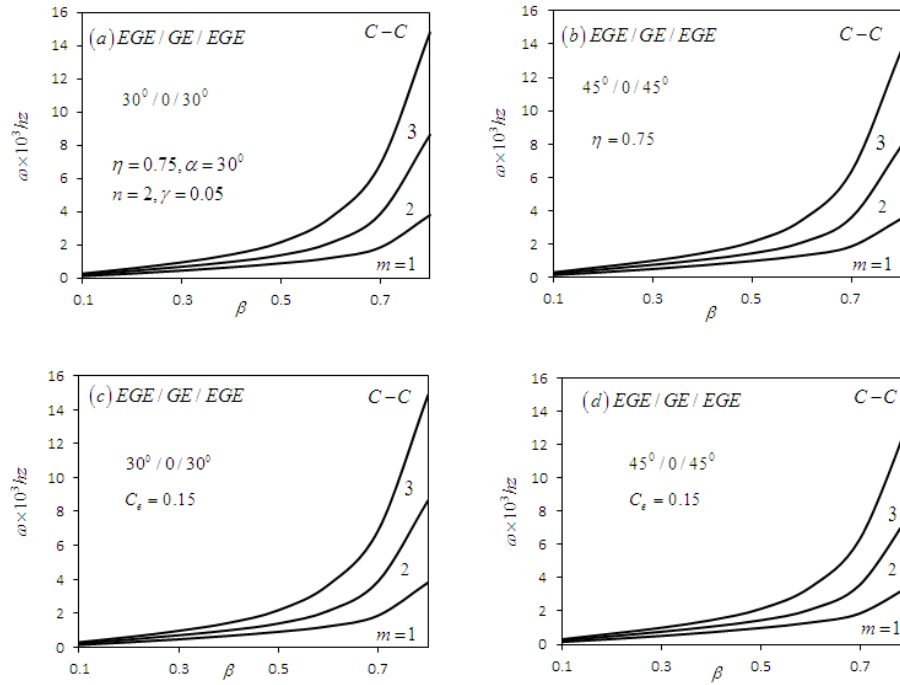 (a) EGE / GE / EGE
C – C
30⁰ / 0 / 30⁰
η = 0.75, α = 30⁰
n = 2, γ = 0.05
3
2
m = 1
ω×10³hz
16
14
12
10
8
6
4
2
0
0.1 0.3 0.5 0.7
β
(b) EGE / GE / EGE
C – C
45⁰ / 0 / 45⁰
η = 0.75
3
2
m = 1
ω×10³hz
16
14
12
10
8
6
4
2
0
0.1 0.3 0.5 0.7
β
(c) EGE / GE / EGE
C – C
30⁰ / 0 / 30⁰
Cₑ = 0.15
3
2
m = 1
ω×10³hz
16
14
12
10
8
6
4
2
0
0.1 0.3 0.5 0.7
β
(d) EGE / GE / EGE
C – C
45⁰ / 0 / 45⁰
Cₑ = 0.15
3
2
m = 1
ω×10³hz
16
14
12
10
8
6
4
2
0
0.1 0.3 0.5 0.7
β